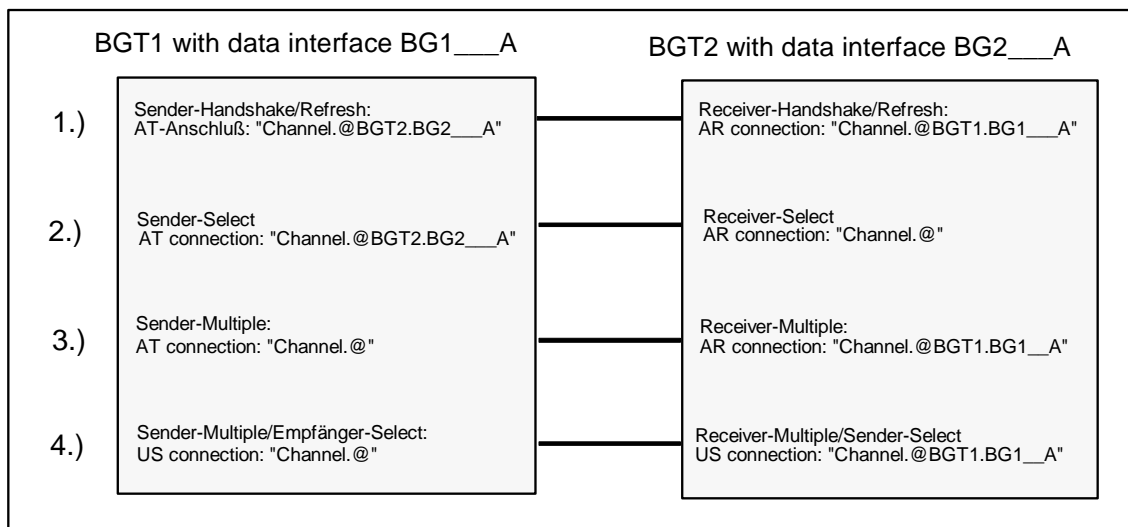 BGT1 with data interface BG1___A
BGT2 with data interface BG2___A
1.)
Sender-Handshake/Refresh:
AT-Anschluß: "Channel.@BGT2.BG2___A"
Receiver-Handshake/Refresh:
AR connection: "Channel.@BGT1.BG1___A"
2.)
Sender-Select
AT connection: "Channel.@BGT2.BG2___A"
Receiver-Select
AR connection: "Channel.@"
3.)
Sender-Multiple:
AT connection: "Channel.@"
Receiver-Multiple:
AR connection: "Channel.@BGT1.BG1__A"
4.)
Sender-Multiple/Empfänger-Select:
US connection: "Channel.@"
Receiver-Multiple/Sender-Select
US connection: "Channel.@BGT1.BG1__A"